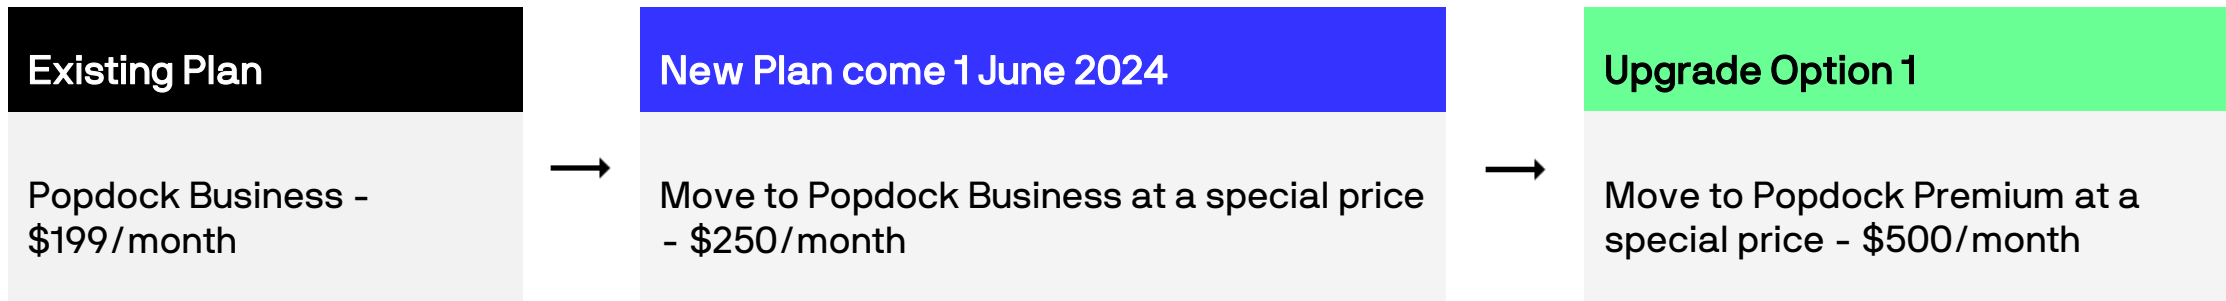 Existing Plan
Popdock Business -
$199/month
New Plan come 1 June 2024
Move to Popdock Business at a special price
- $250/month
Upgrade Option 1
Move to Popdock Premium at a
special price - $500/month